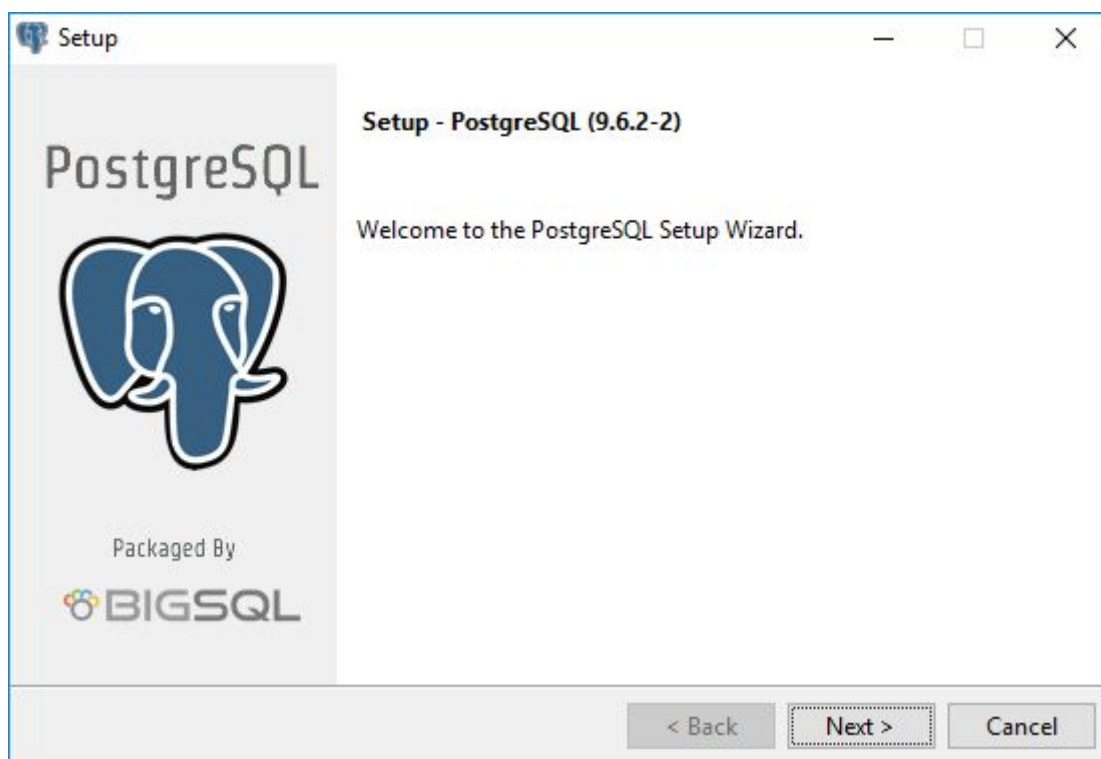 Setup
PostgreSQL
Packaged By
BIGSQL
Setup - PostgreSQL (9.6.2-2)
Welcome to the PostgreSQL Setup Wizard.
< Back
Next >
Cancel